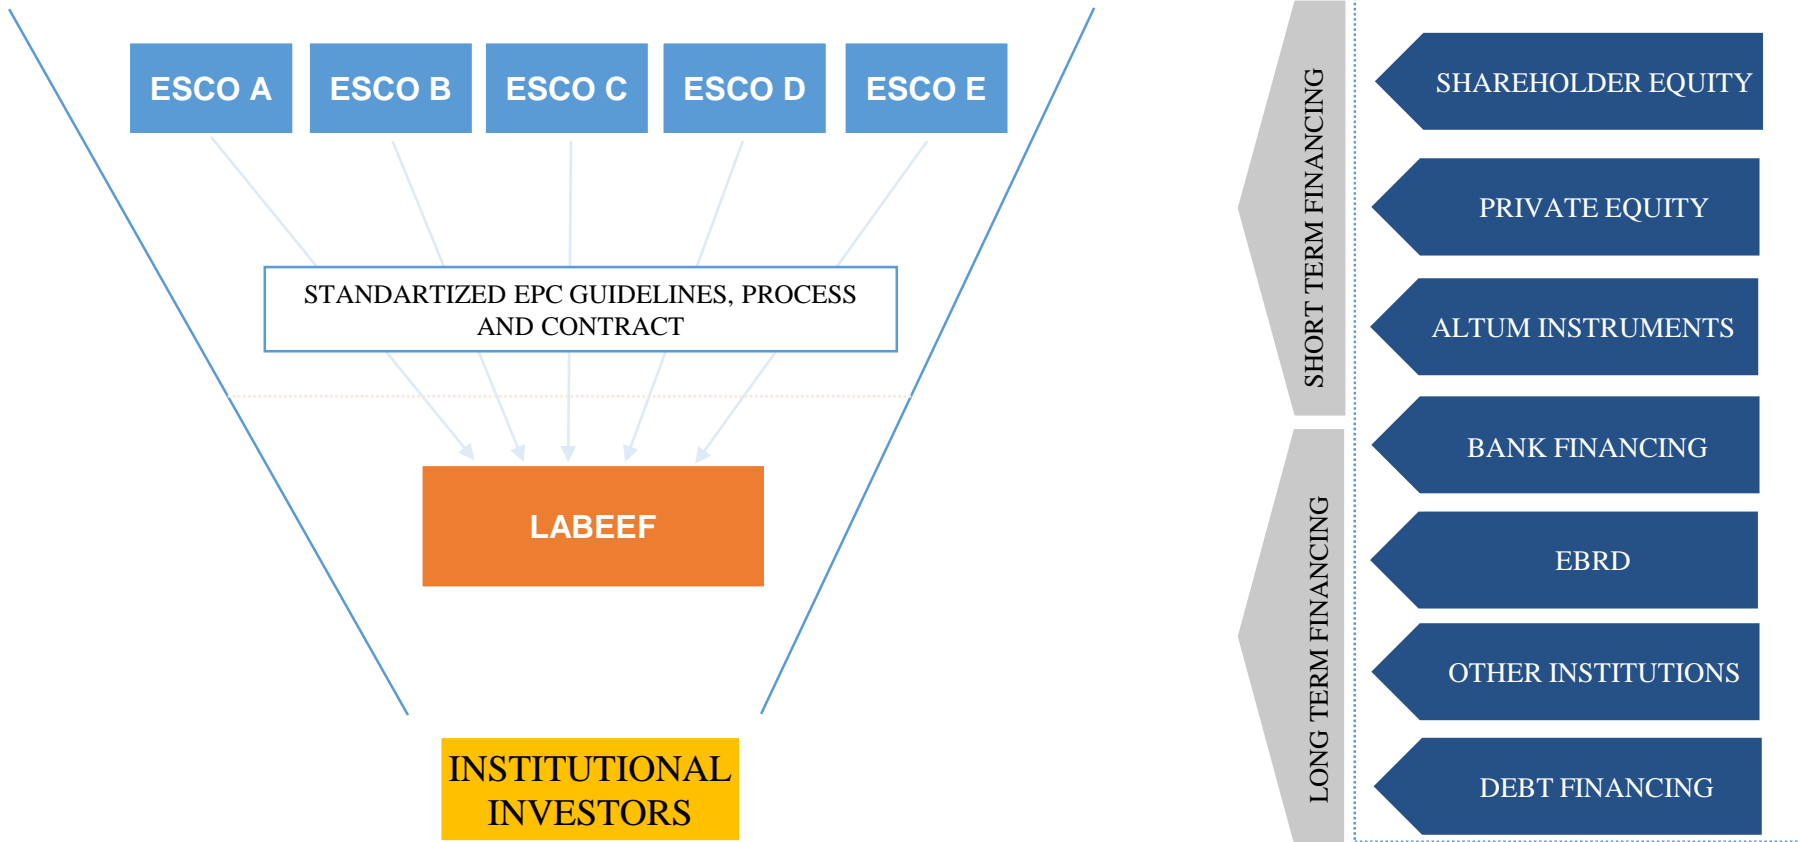 ESCO A
ESCO B
ESCO C
ESCO D
ESCO E
STANDARTIZED EPC GUIDELINES, PROCESS
AND CONTRACT
LABEEF
INSTITUTIONAL
INVESTORS
SHORT TERM FINANCING
LONG TERM FINANCING
SHAREHOLDER EQUITY
PRIVATE EQUITY
ALTUM INSTRUMENTS
BANK FINANCING
EBRD
OTHER INSTITUTIONS
DEBT FINANCING